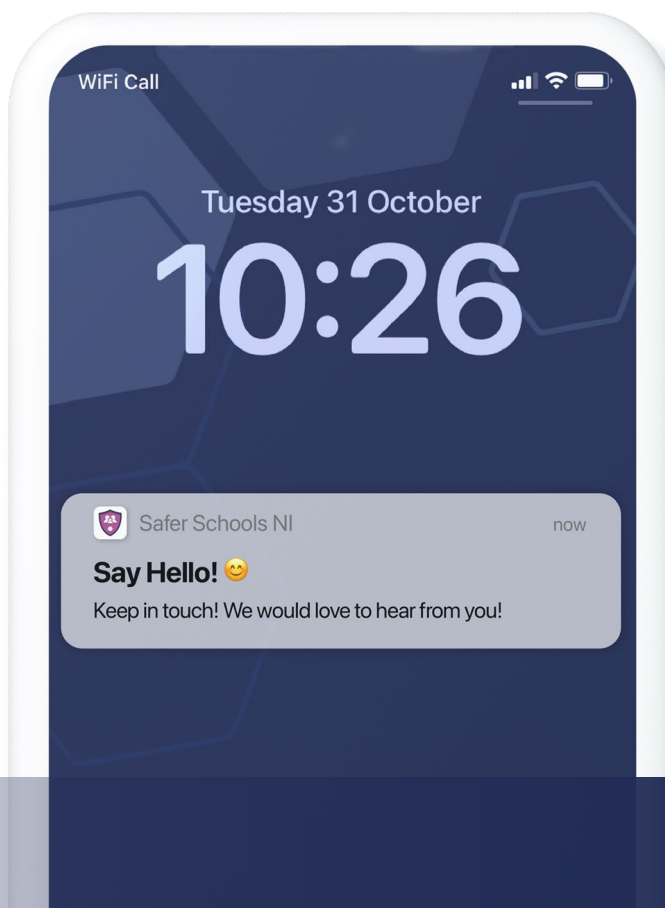 WiFi Call
Tuesday 31 October
10:26
Safer Schools NI now
Say Hello! 😊
Keep in touch! We would love to hear from you!